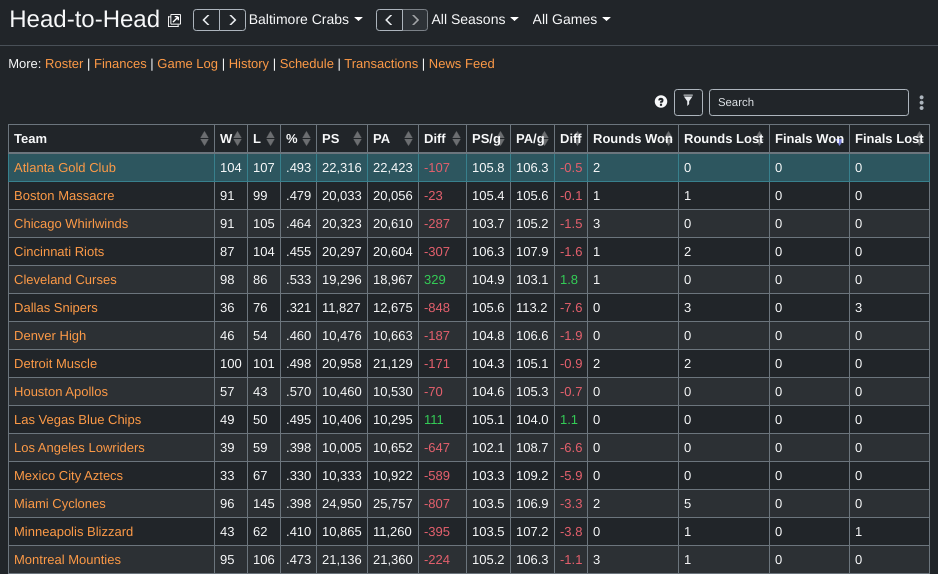 Head-to-Head Baltimore Crabs All Seasons All Games
More: Roster | Finances | Game Log | History | Schedule | Transactions | News Feed
? Search
Team W L % PS PA Diff PS/g PA/g Diff Rounds Won Rounds Lost Finals Won Finals Lost
Atlanta Gold Club 104 107 .493 22,316 22,423 -107 105.8 106.3 -0.5 2 0 0 0
Boston Massacre 91 99 .479 20,033 20,056 -23 105.4 105.6 -0.1 1 1 0 0
Chicago Whirlwinds 91 105 .464 20,323 20,610 -287 103.7 105.2 -1.5 3 0 0 0
Cincinnati Riots 87 104 .455 20,297 20,604 -307 106.3 107.9 -1.6 1 2 0 0
Cleveland Curses 98 86 .533 19,296 18,967 329 104.9 103.1 1.8 1 0 0 0
Dallas Snipers 36 76 .321 11,827 12,675 -848 105.6 113.2 -7.6 0 3 0 3
Denver High 46 54 .460 10,476 10,663 -187 104.8 106.6 -1.9 0 0 0 0
Detroit Muscle 100 101 .498 20,958 21,129 -171 104.3 105.1 -0.9 2 2 0 0
Houston Apollos 57 43 .570 10,460 10,530 -70 104.6 105.3 -0.7 0 0 0 0
Las Vegas Blue Chips 49 50 .495 10,406 10,295 111 105.1 104.0 1.1 0 0 0 0
Los Angeles Lowriders 39 59 .398 10,005 10,652 -647 102.1 108.7 -6.6 0 0 0 0
Mexico City Aztecs 33 67 .330 10,333 10,922 -589 103.3 109.2 -5.9 0 0 0 0
Miami Cyclones 96 145 .398 24,950 25,757 -807 103.5 106.9 -3.3 2 5 0 0
Minneapolis Blizzard 43 62 .410 10,865 11,260 -395 103.5 107.2 -3.8 0 1 0 1
Montreal Mounties 95 106 .473 21,136 21,360 -224 105.2 106.3 -1.1 3 1 0 0